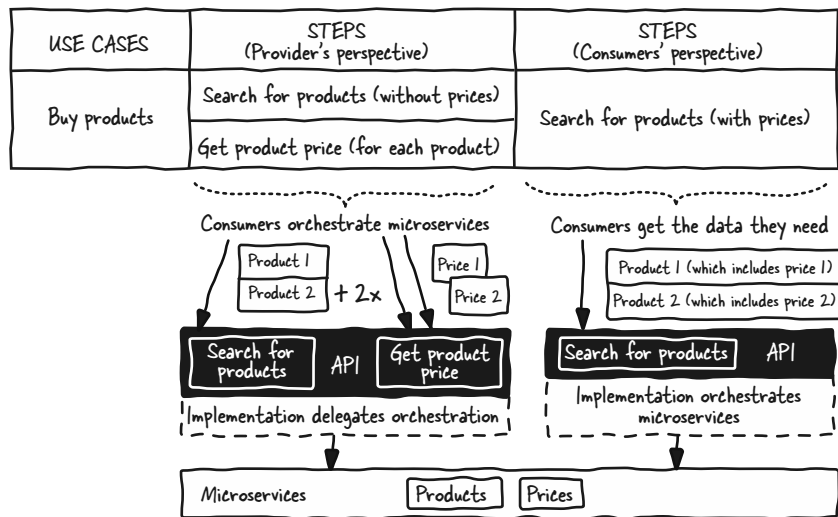 USE CASES
STEPS
(Provider's perspective)
STEPS
(Consumers' perspective)
Buy products
Search for products (without prices)
Get product price (for each product)
Search for products (with prices)
Consumers orchestrate microservices
Consumers get the data they need
Product 1
Product 2
+ 2x
Price 1
Price 2
Product 1 (which includes price 1)
Product 2 (which includes price 2)
Search for
products
API
Get product
price
Search for products
API
Implementation delegates orchestration
Implementation orchestrates
microservices
Microservices
Products
Prices